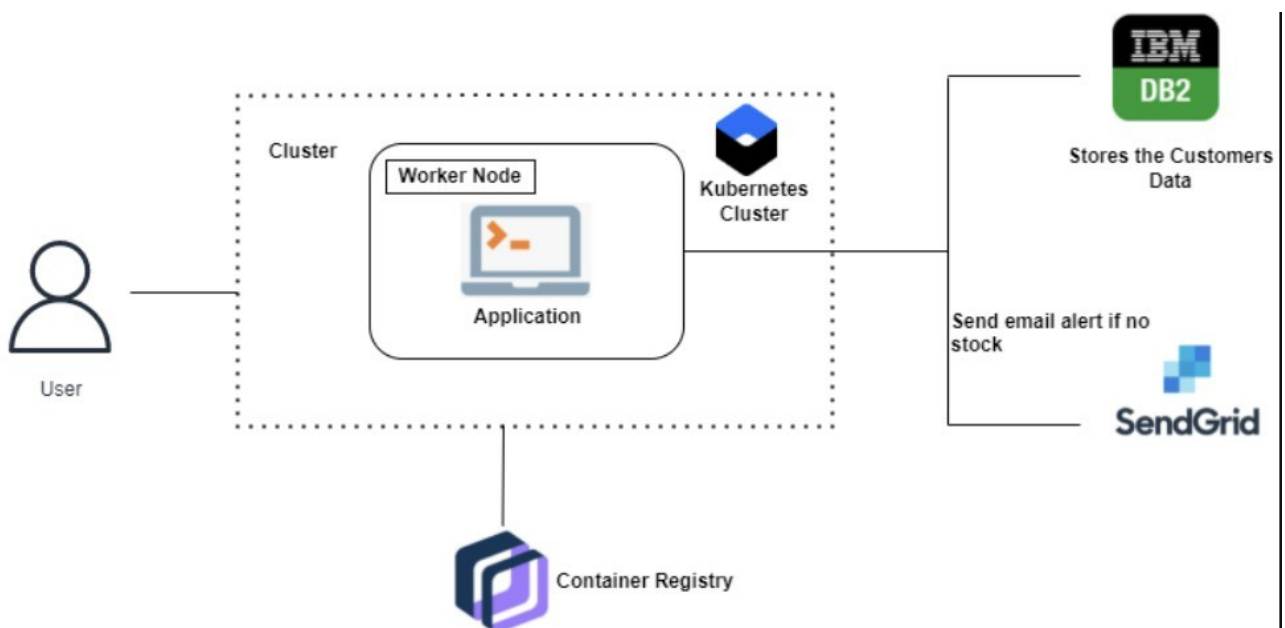 IBM
DB2
Stores the Customers
Data
Cluster
Worker Node
Kubernetes
Cluster
Application
User
Send email alert if no
stock
SendGrid
Container Registry